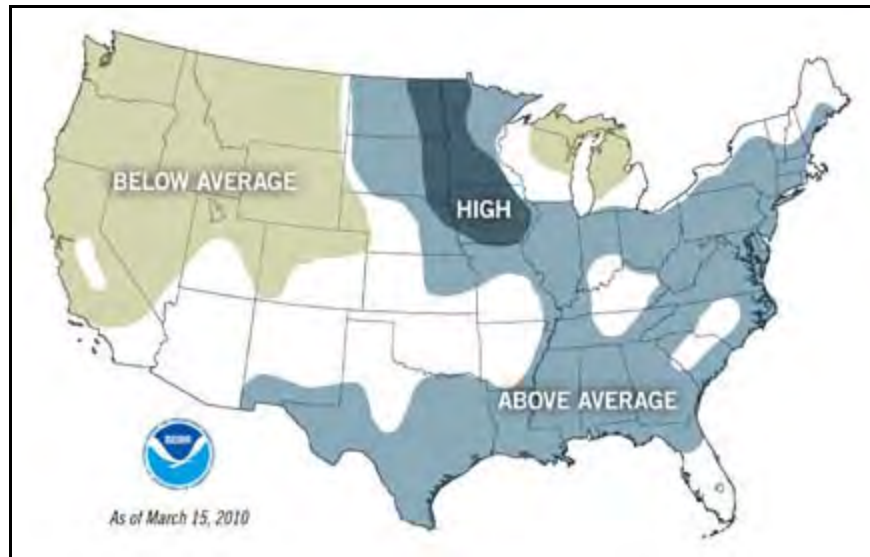 BELOW AVERAGE
HIGH
ABOVE AVERAGE
NOAA
As of March 15, 2010